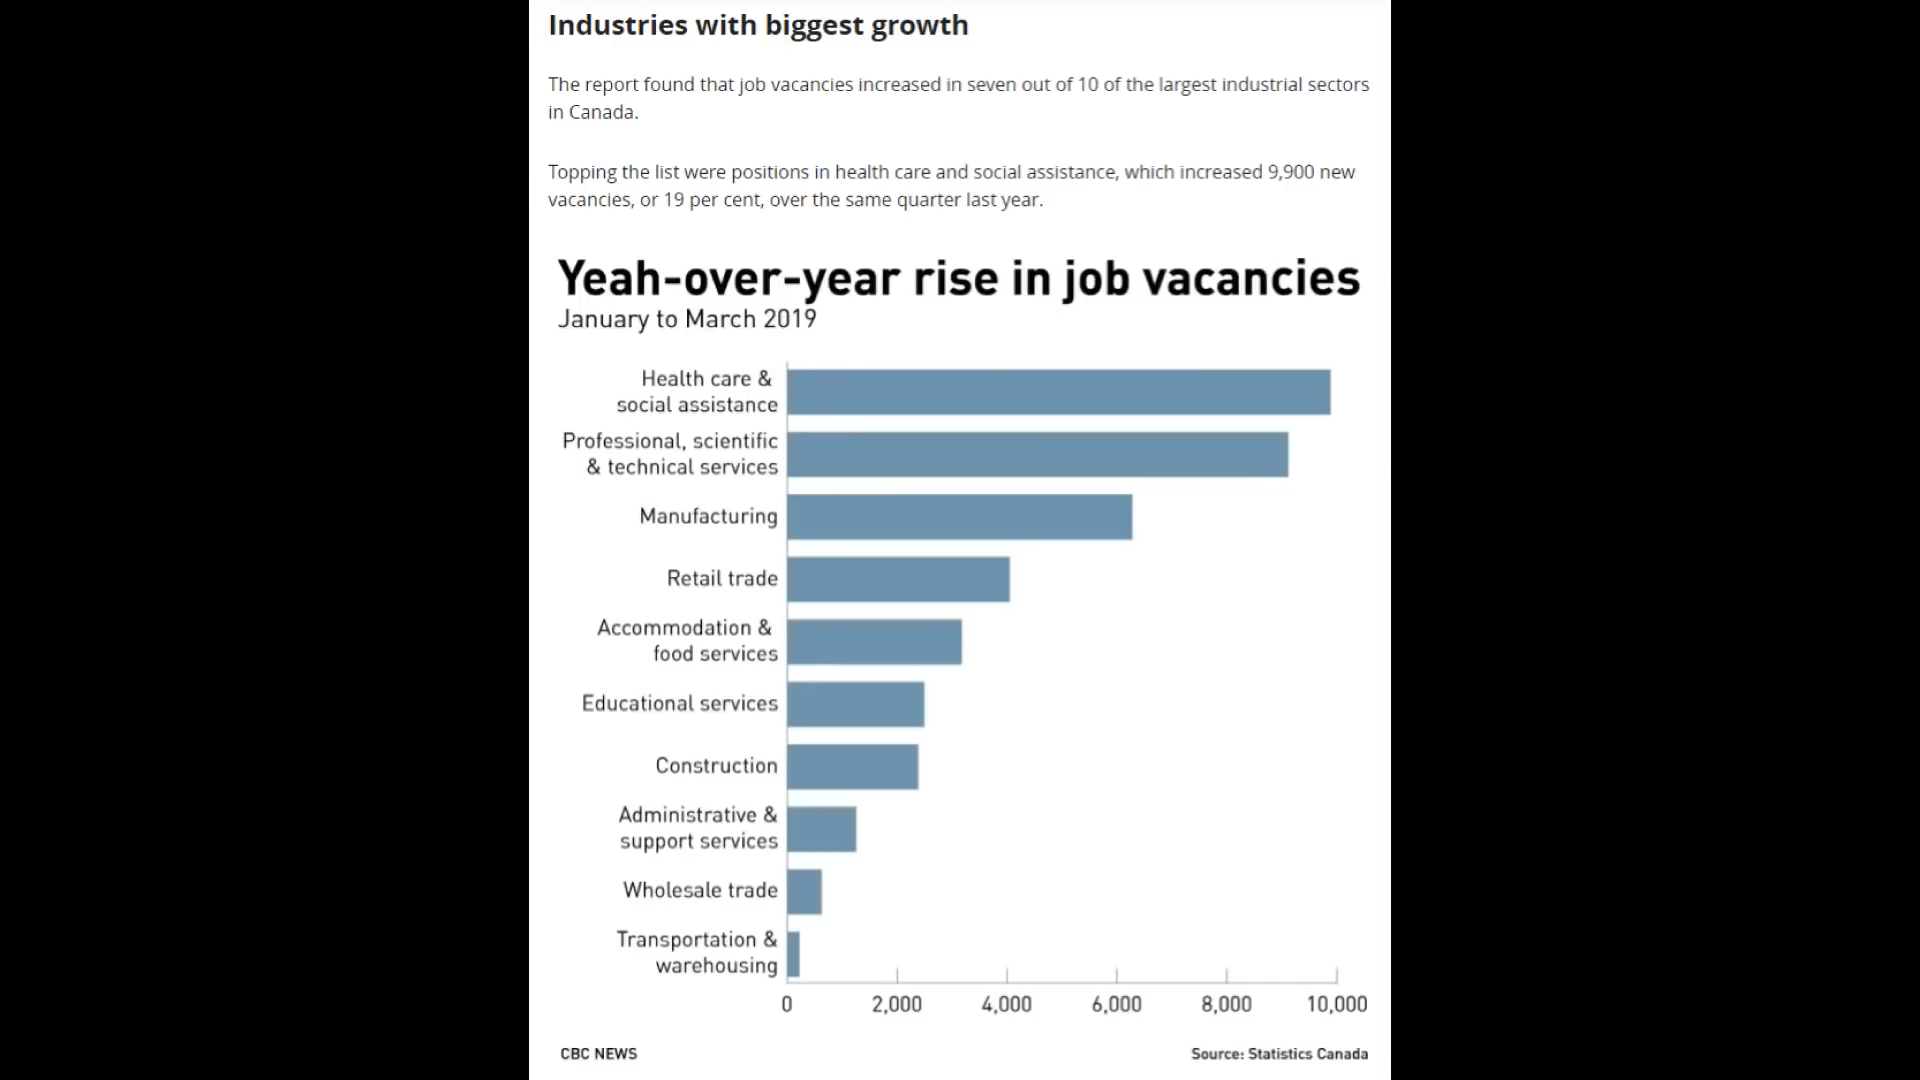 Industries with biggest growth
The report found that job vacancies increased in seven out of 10 of the largest industrial sectors
in Canada.
Topping the list were positions in health care and social assistance, which increased 9,900 new
vacancies, or 19 per cent, over the same quarter last year.
Yeah-over-year rise in job vacancies
January to March 2019
Health care &
social assistance
Professional, scientific
& technical services
Manufacturing
Retail trade
Accommodation &
food services
Educational services
Construction
Administrative &
support services
Wholesale trade
Transportation &
warehousing
0 2,000 4,000 6,000 8,000 10,000
CBC NEWS Source: Statistics Canada